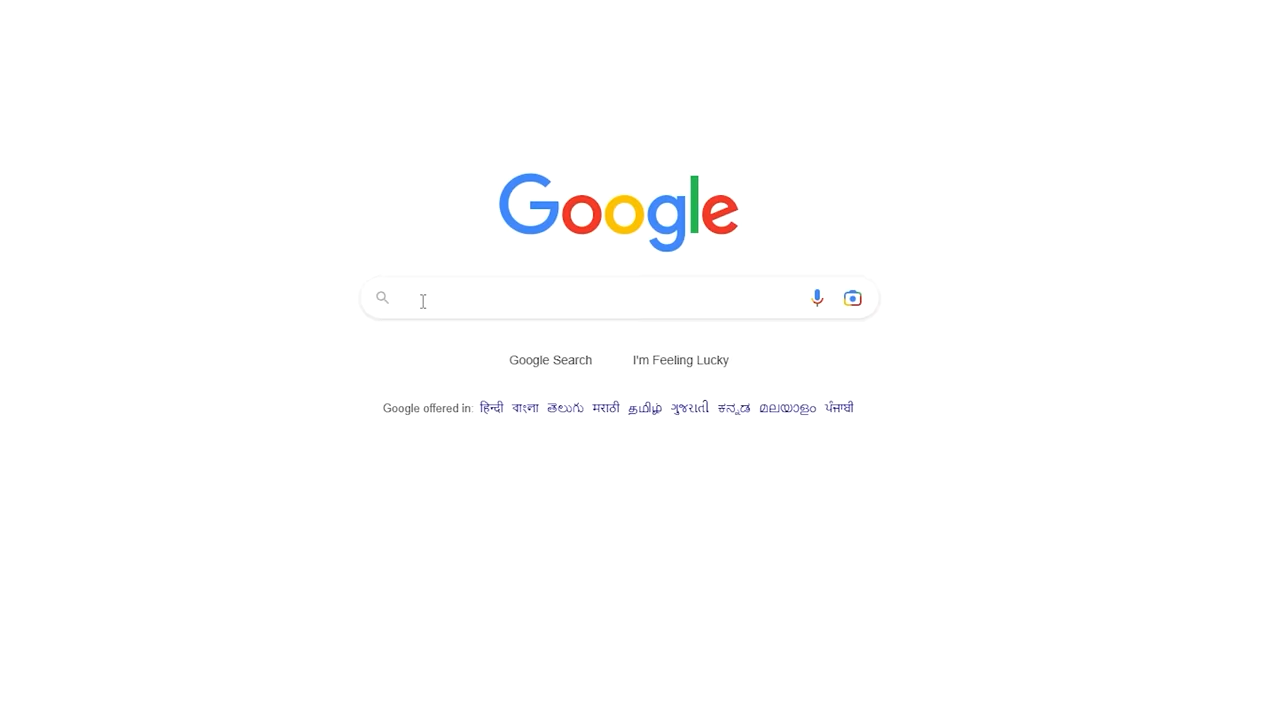 Google
Google Search I'm Feeling Lucky
Google offered in: हिन्दी বাংলা తెలుగు मराठी தமிழ் ગુજરાતી ಕನ್ನಡ മലയാളം ਪੰਜਾਬੀ